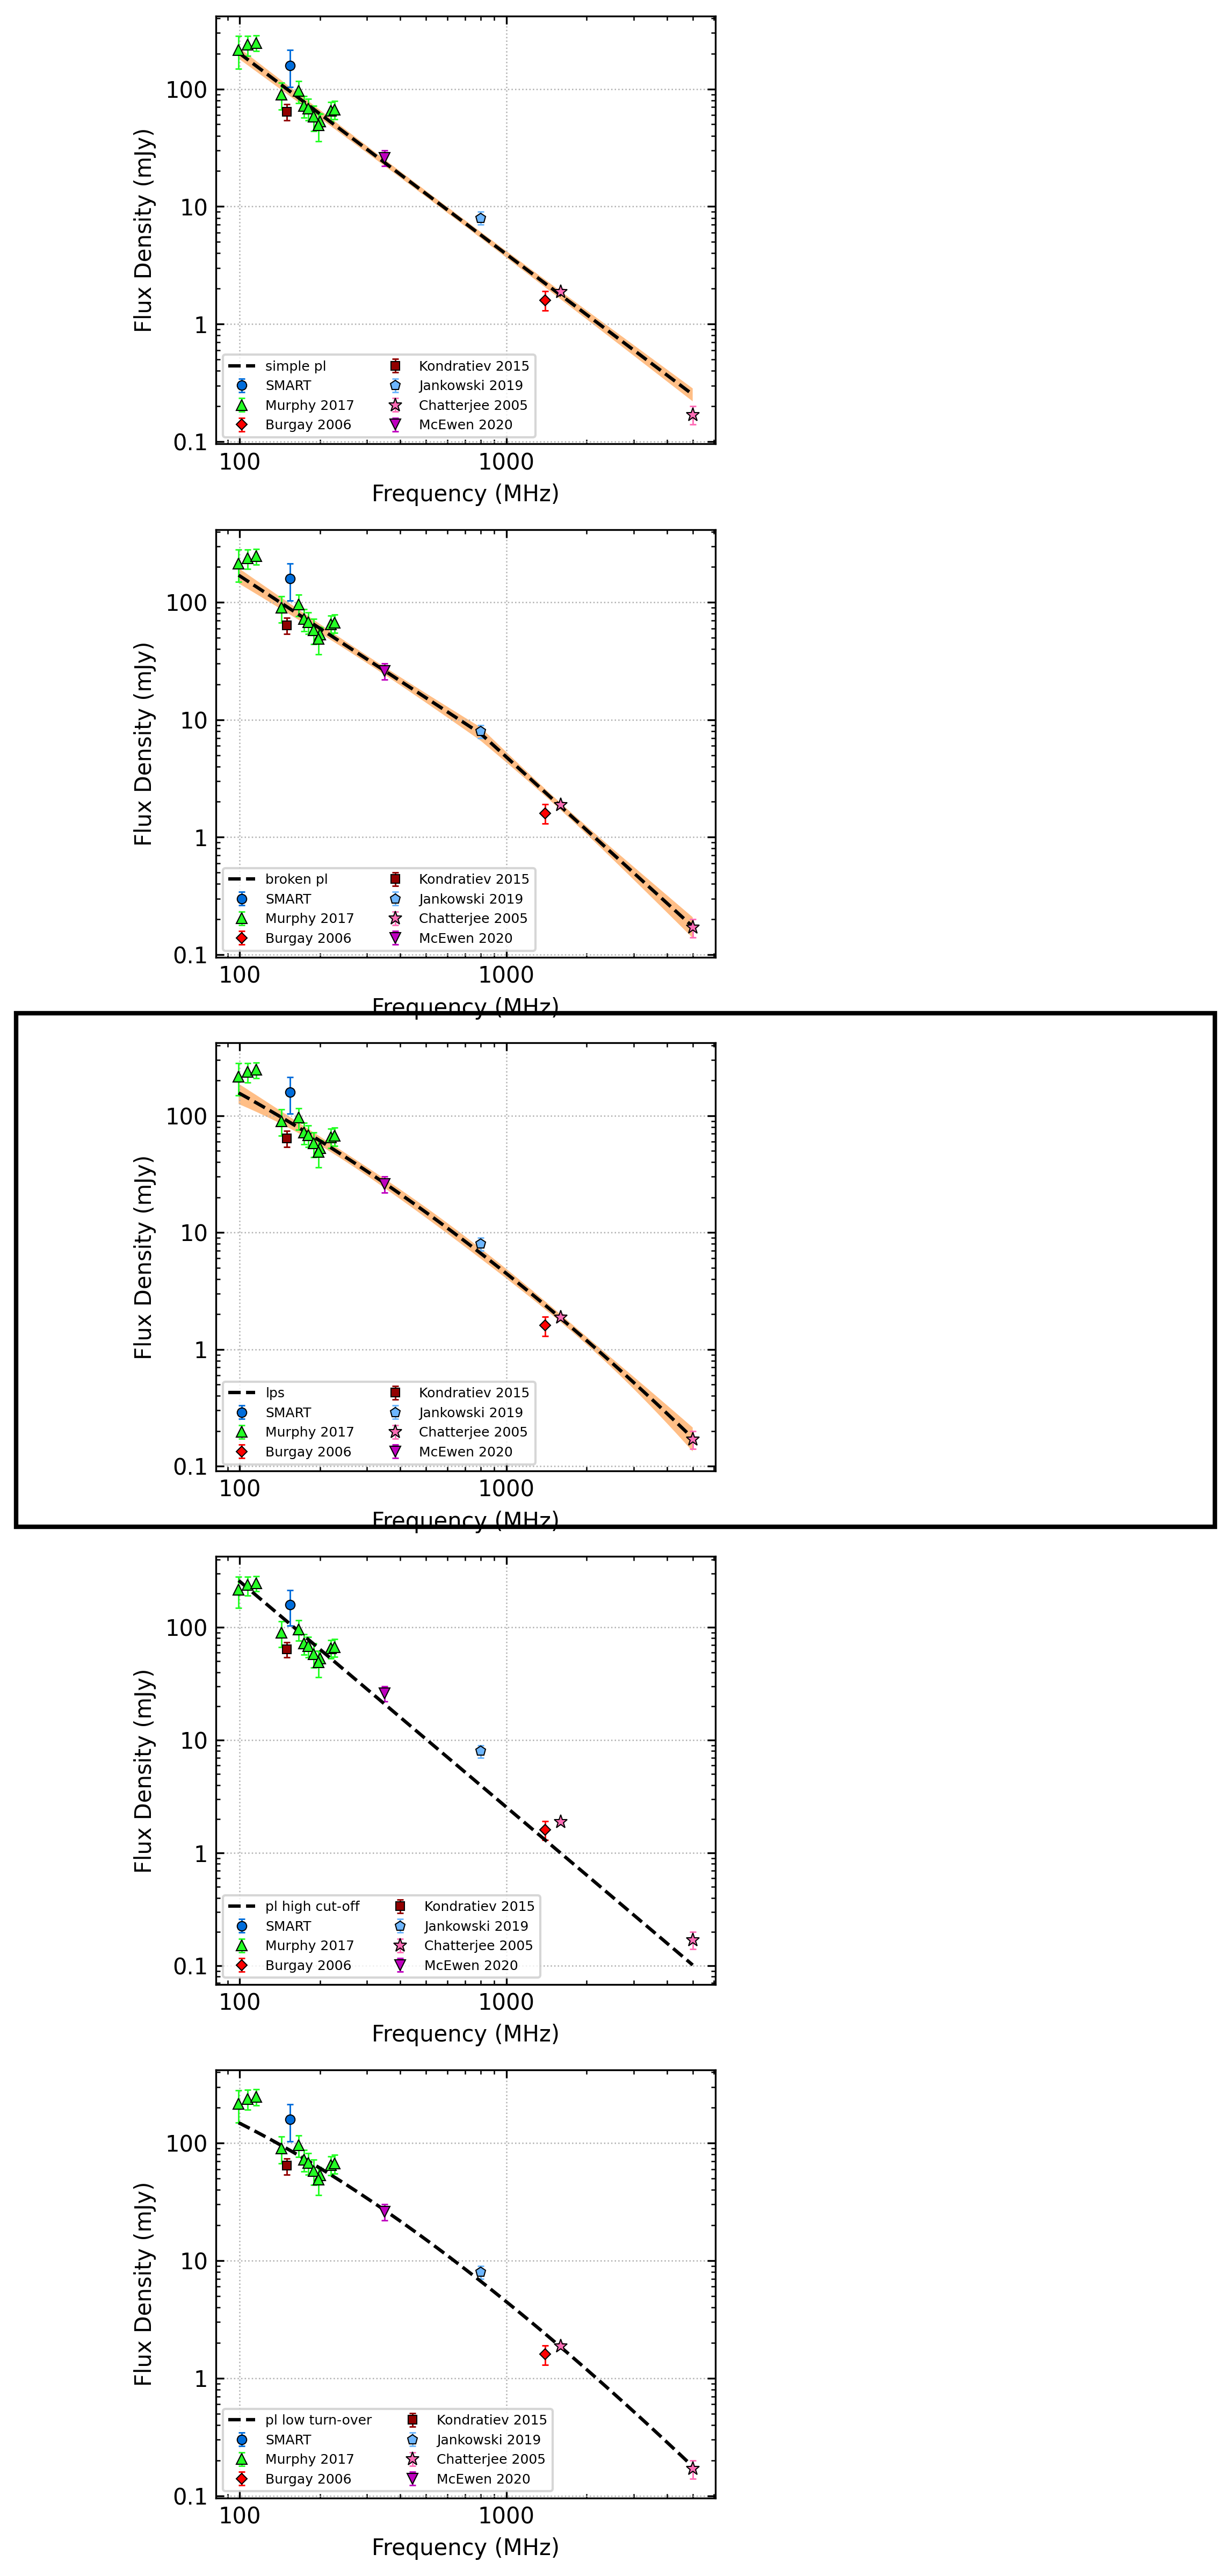 Flux Density (mJy)
100
10
1
0.1
simple pl
SMART
Murphy 2017
Burgay 2006
Kondratiev 2015
Jankowski 2019
Chatterjee 2005
McEwen 2020
100 1000
Frequency (MHz)
Flux Density (mJy)
100
10
1
0.1
broken pl
SMART
Murphy 2017
Burgay 2006
Kondratiev 2015
Jankowski 2019
Chatterjee 2005
McEwen 2020
100 1000
Frequency (MHz)
Flux Density (mJy)
100
10
1
0.1
lps
SMART
Murphy 2017
Burgay 2006
Kondratiev 2015
Jankowski 2019
Chatterjee 2005
McEwen 2020
100 1000
Frequency (MHz)
Flux Density (mJy)
100
10
1
0.1
pl high cut-off
SMART
Murphy 2017
Burgay 2006
Kondratiev 2015
Jankowski 2019
Chatterjee 2005
McEwen 2020
100 1000
Frequency (MHz)
Flux Density (mJy)
100
10
1
0.1
pl low turn-over
SMART
Murphy 2017
Burgay 2006
Kondratiev 2015
Jankowski 2019
Chatterjee 2005
McEwen 2020
100 1000
Frequency (MHz)